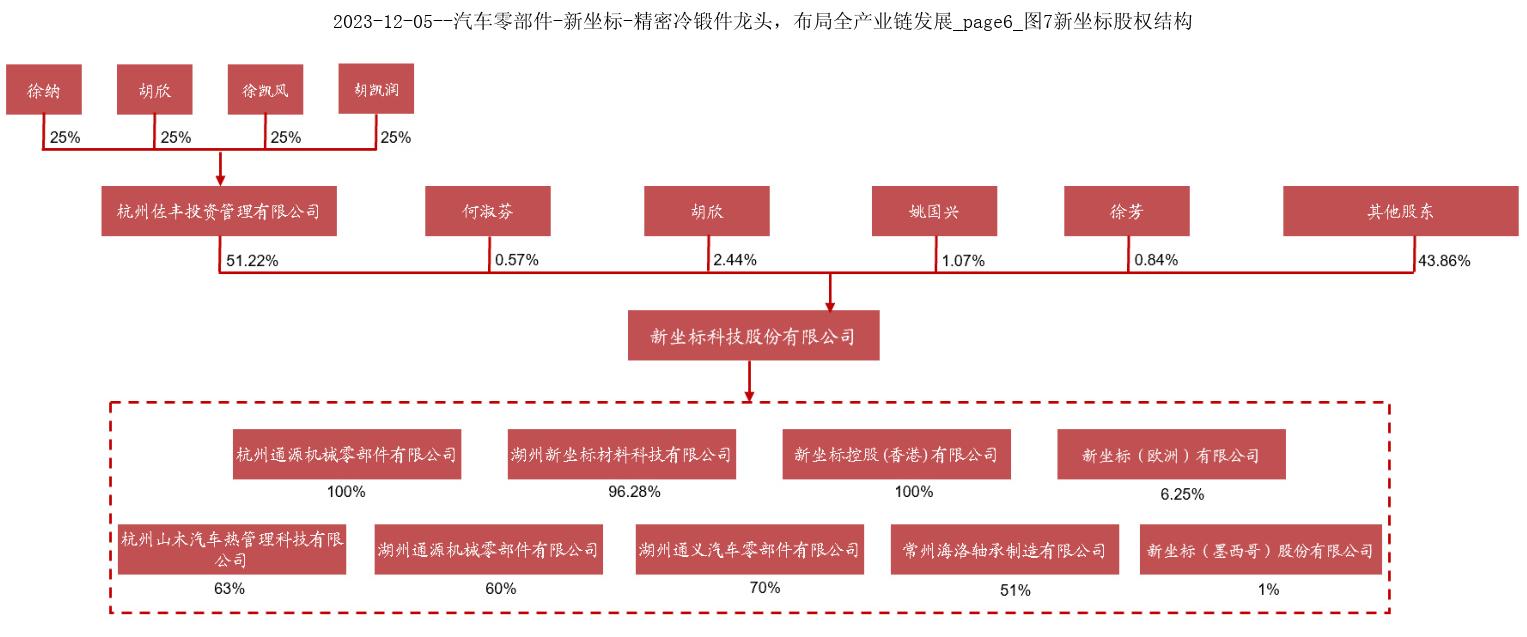 2023-12-05--汽车零部件-新坐标-精密冷锻件龙头，布局全产业链发展_page6_图7新坐标股权结构
徐纳
胡欣
徐凯风
胡凯润
25%
25%
25%
25%
杭州佐丰投资管理有限公司
何淑芬
胡欣
姚国兴
徐芳
其他股东
51.22%
0.57%
2.44%
1.07%
0.84%
43.86%
新坐标科技股份有限公司
杭州通源机械零部件有限公司
湖州新坐标材料科技有限公司
新坐标控股(香港)有限公司
新坐标（欧洲）有限公司
100%
96.28%
100%
6.25%
杭州山木汽车热管理科技有限
公司
湖州通源机械零部件有限公司
湖州通义汽车零部件有限公司
常州海洛轴承制造有限公司
新坐标（墨西哥）股份有限公司
63%
60%
70%
51%
1%